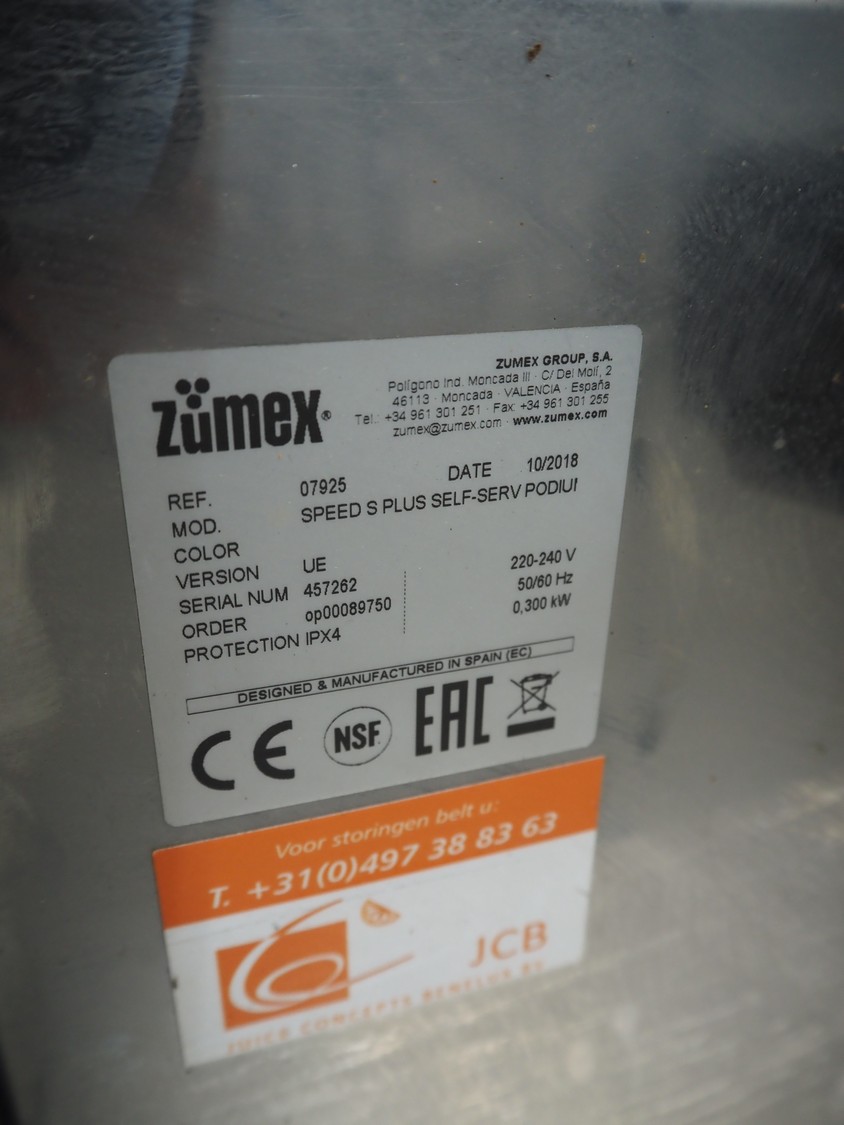 zümex®
ZUMEX GROUP, S.A.
Polígono Ind. Moncada III · C/ Del Molí, 2
46113 · Moncada · VALENCIA · España
Tel.: +34 961 301 251 · Fax: +34 961 301 255
zumex@zumex.com · www.zumex.com
REF. 07925 DATE 10/2018
MOD. SPEED S PLUS SELF-SERV PODIUI
COLOR
VERSION UE 220-240 V
SERIAL NUM 457262 50/60 Hz
ORDER op00089750 0,300 kW
PROTECTION IPX4
DESIGNED & MANUFACTURED IN SPAIN (EC)
CE NSF EAC
Voor storingen belt u:
T. +31(0)497 38 83 63
JCB
JUICE CONCEPTS BENELUX BV